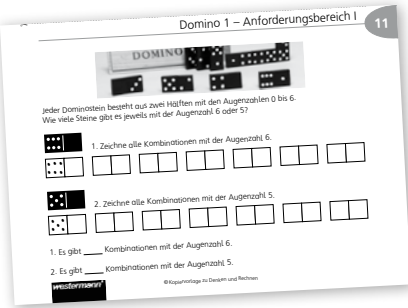 Domino 1 – Anforderungsbereich I
11
DOMINO
Jeder Dominostein besteht aus zwei Hälften mit den Augenzahlen 0 bis 6.
Wie viele Steine gibt es jeweils mit der Augenzahl 6 oder 5?
1. Zeichne alle Kombinationen mit der Augenzahl 6.
2. Zeichne alle Kombinationen mit der Augenzahl 5.
1. Es gibt ____ Kombinationen mit der Augenzahl 6.
2. Es gibt ____ Kombinationen mit der Augenzahl 5.
westermann
©Kopiervorlage zu Denken und Rechnen